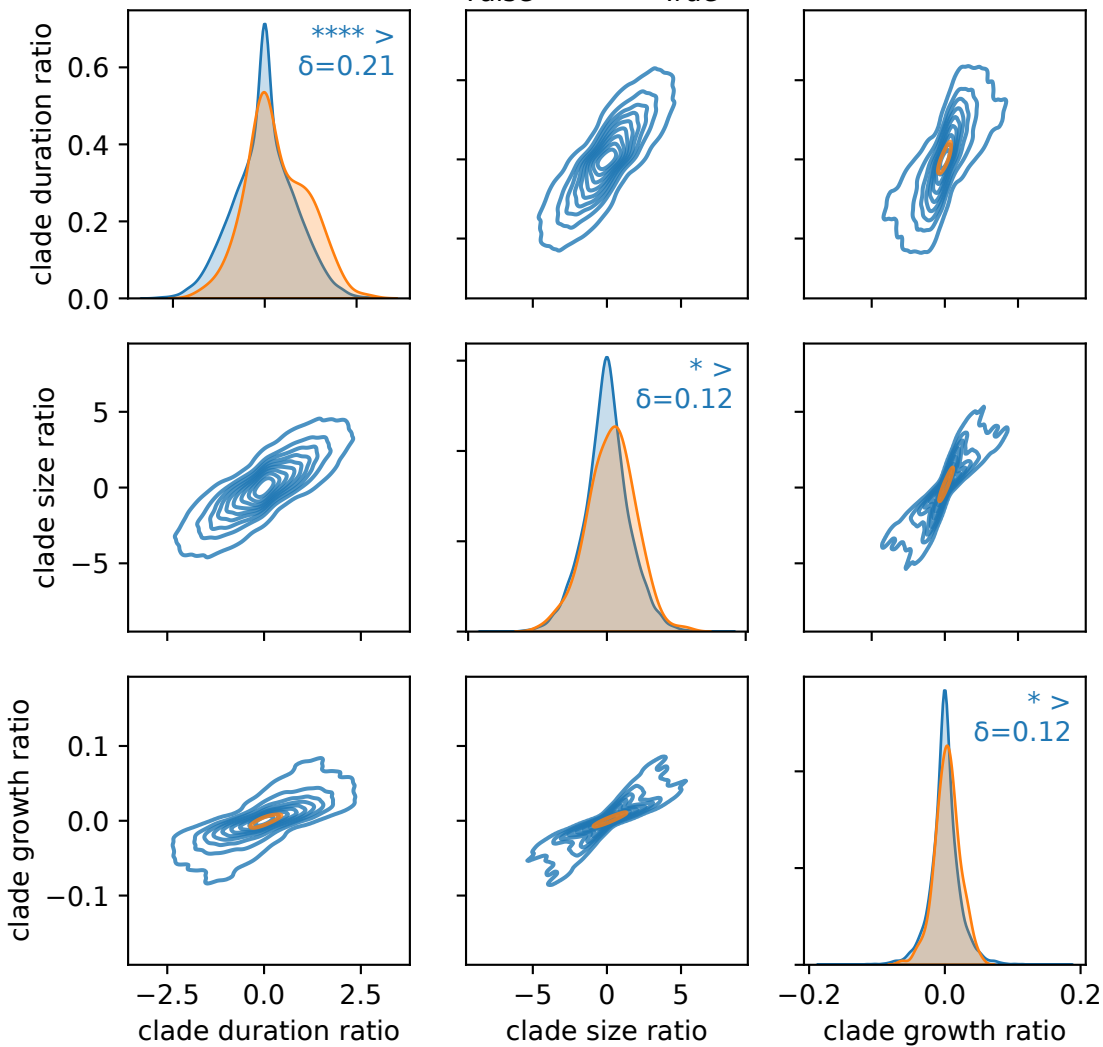 clade duration ratio
0.6
0.4
0.2
0.0
**** >
δ=0.21
clade size ratio
5
0
−5
* >
δ=0.12
clade growth ratio
0.1
0.0
−0.1
* >
δ=0.12
−2.5 0.0 2.5
−5 0 5
−0.2 0.0 0.2
clade duration ratio
clade size ratio
clade growth ratio